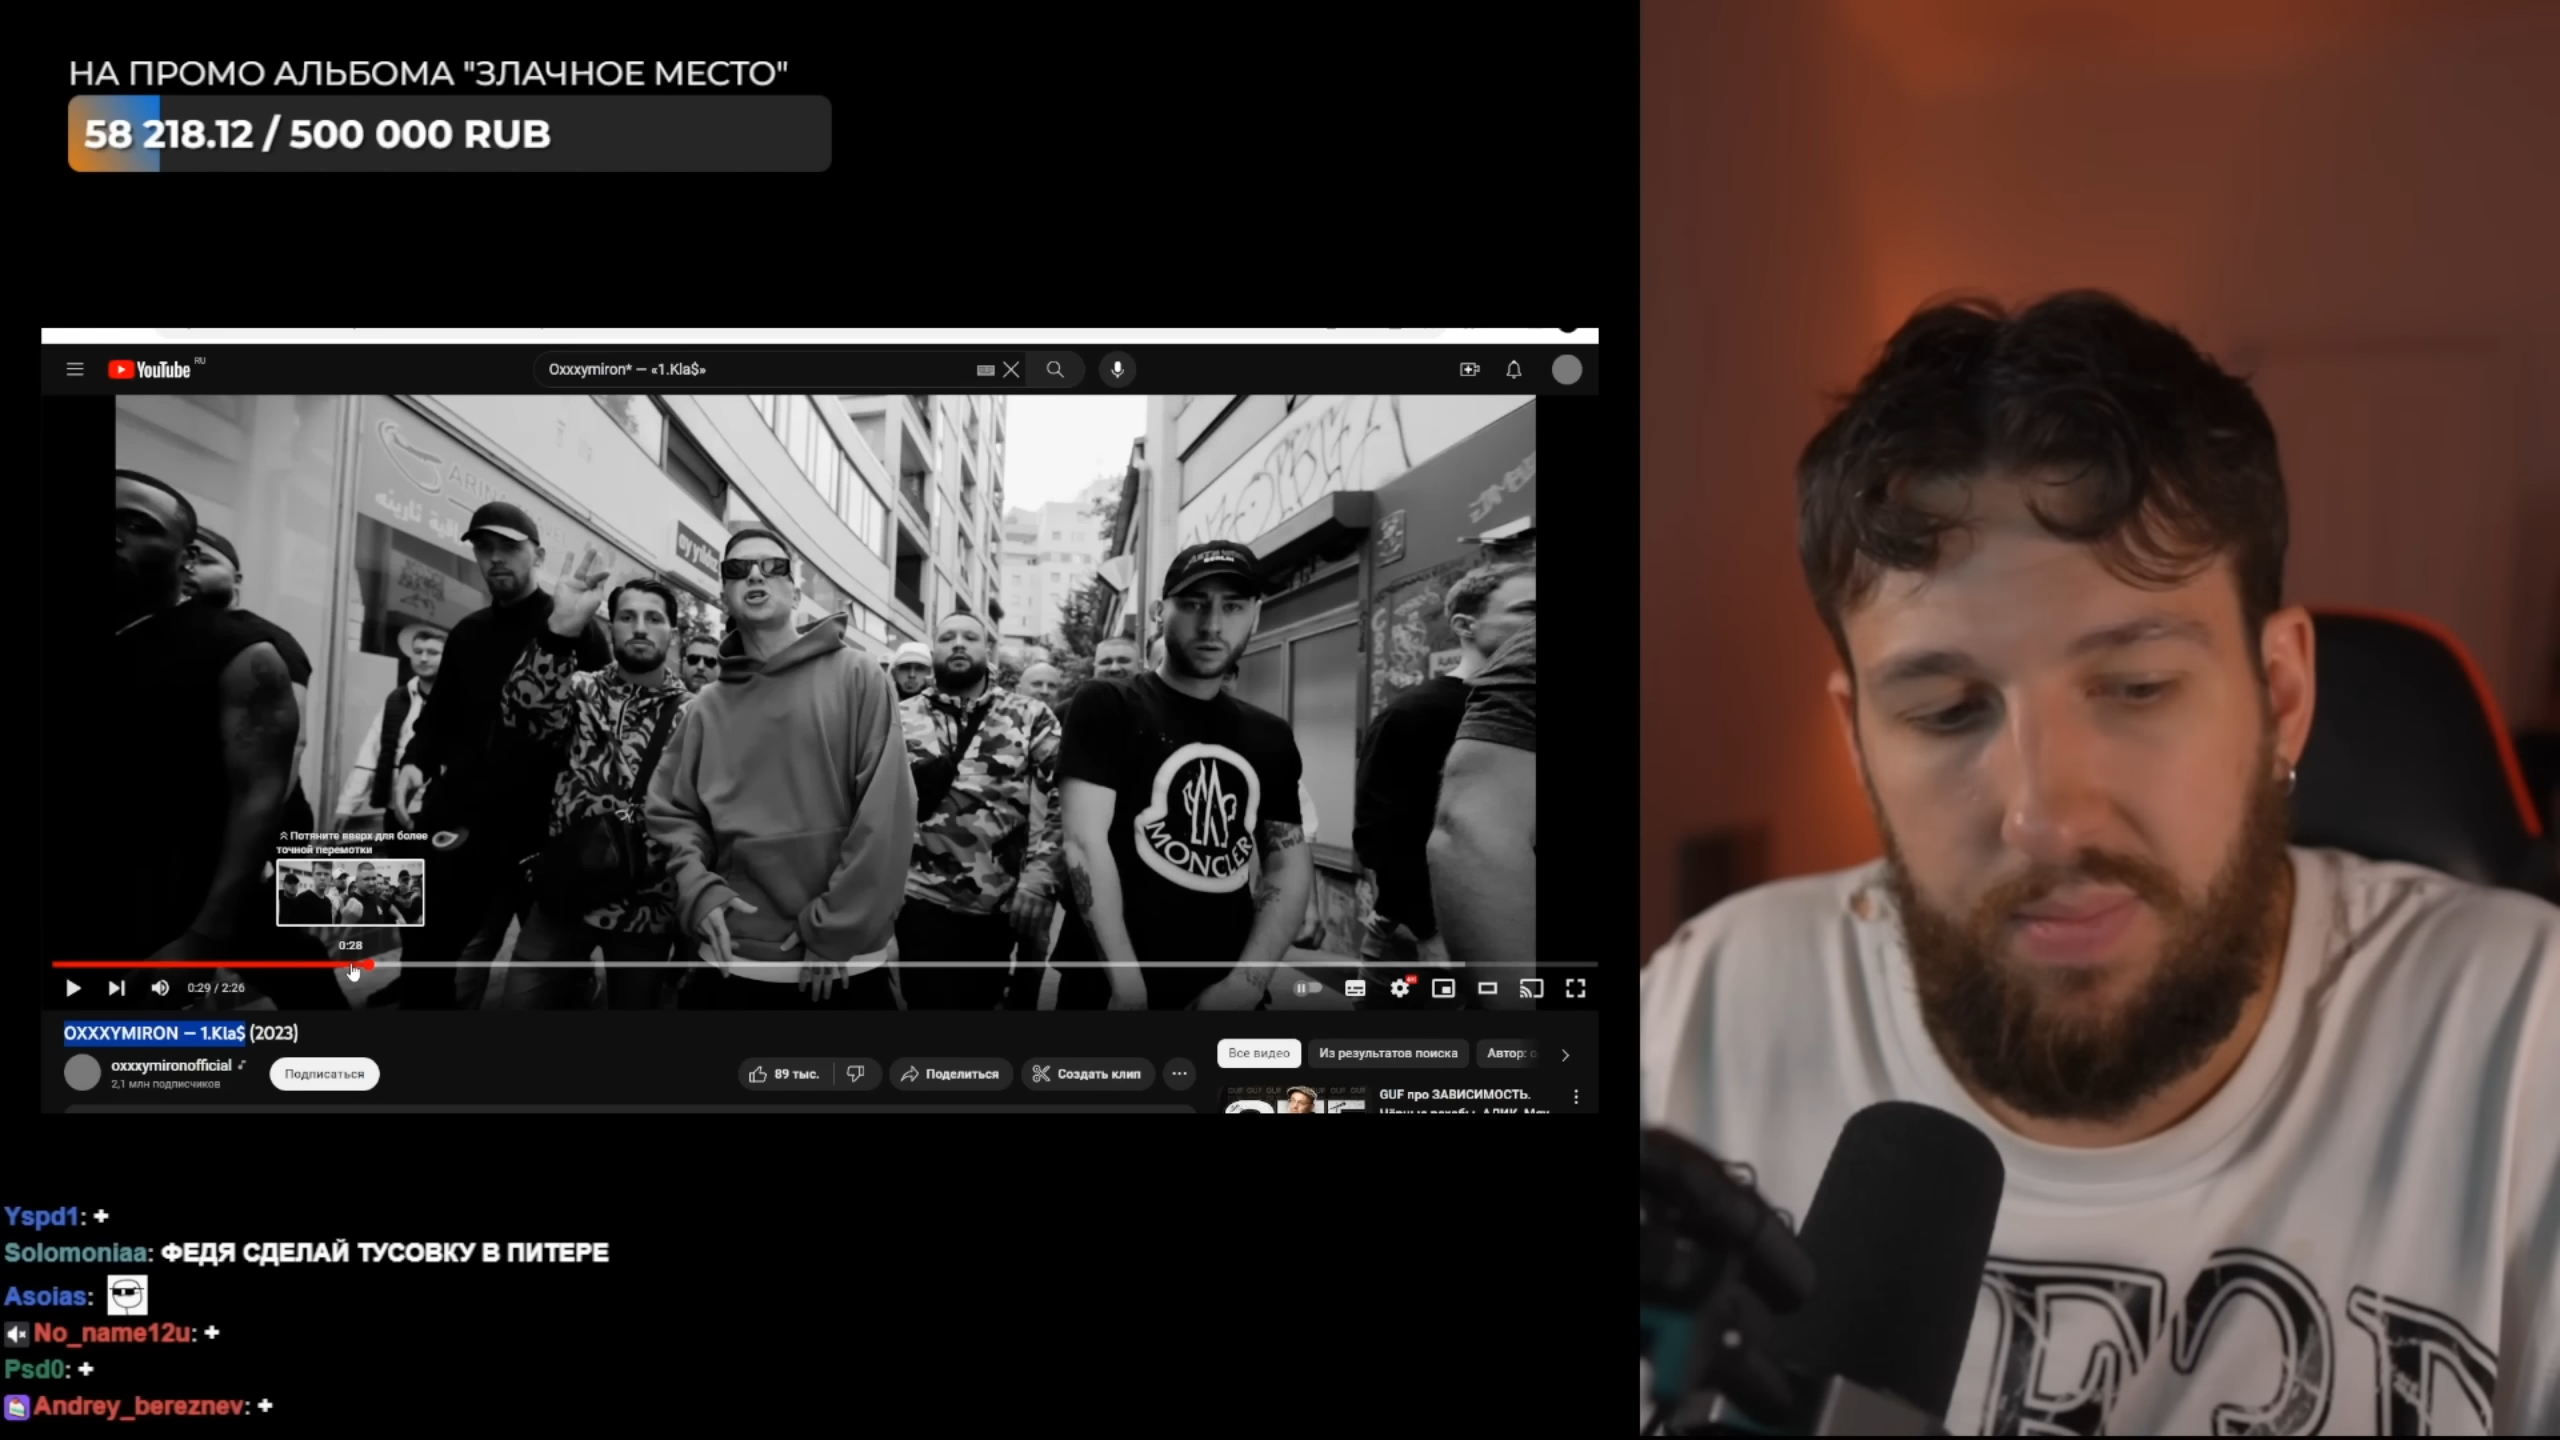 НА ПРОМО АЛЬБОМА "ЗЛАЧНОЕ МЕСТО"
58 218.12 / 500 000 RUB
YouTube RU
Oxxxymiron* – «1.Kla$»
BERLIN
MONCLER
Потяните вверх для более
точной перемотки
0:28
0:29 / 2:26
OXXXYMIRON – 1.Kla$ (2023)
oxxxymironofficial
2,1 млн подписчиков
Подписаться
89 тыс.
Поделиться
Создать клип
Все видео
Из результатов поиска
Автор:
GUF про ЗАВИСИМОСТЬ.
Yspd1: +
Solomoniaa: ФЕДЯ СДЕЛАЙ ТУСОВКУ В ПИТЕРЕ
Asoias:
No_name12u: +
Psd0: +
Andrey_bereznev: +